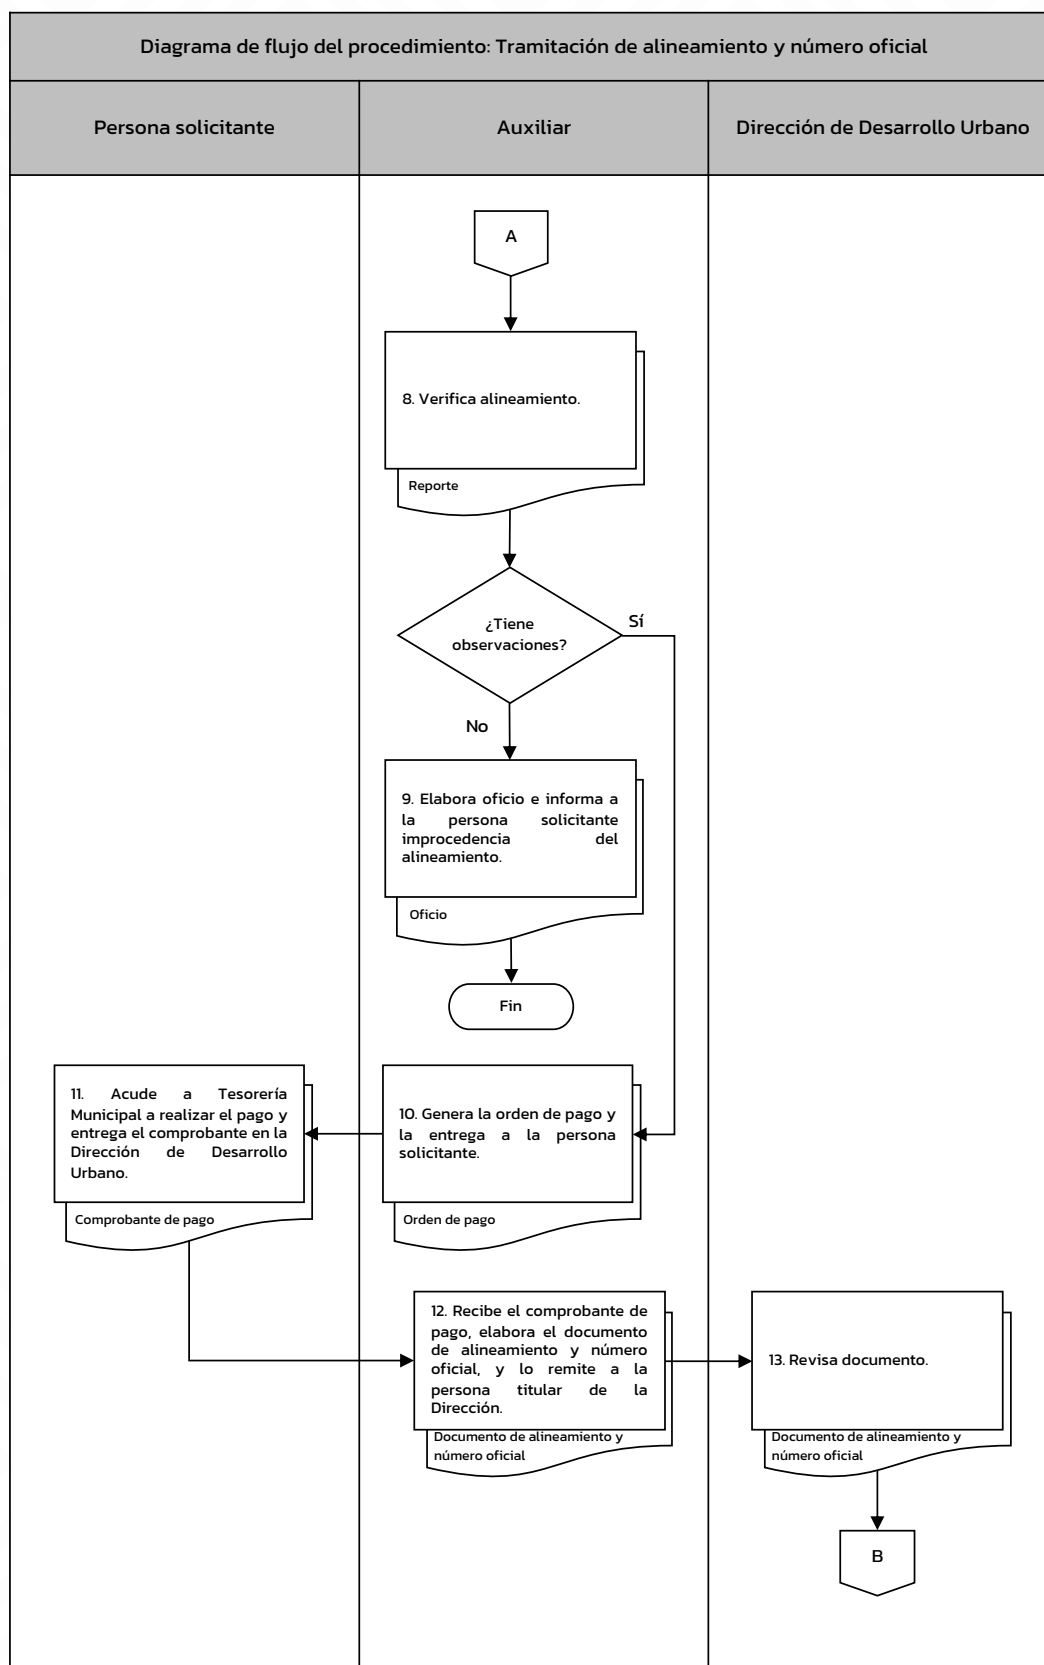 Diagrama de flujo del procedimiento: Tramitación de alineamiento y número oficial
Persona solicitante
Auxiliar
Dirección de Desarrollo Urbano
A
8. Verifica alineamiento.
Reporte
¿Tiene
observaciones?
Sí
No
9. Elabora oficio e informa a
la persona solicitante
improcedencia del
alineamiento.
Oficio
Fin
10. Genera la orden de pago y
la entrega a la persona
solicitante.
Orden de pago
11. Acude a Tesorería
Municipal a realizar el pago y
entrega el comprobante en la
Dirección de Desarrollo
Urbano.
Comprobante de pago
12. Recibe el comprobante de
pago, elabora el documento
de alineamiento y número
oficial, y lo remite a la
persona titular de la
Dirección.
Documento de alineamiento y
número oficial
13. Revisa documento.
Documento de alineamiento y
número oficial
B